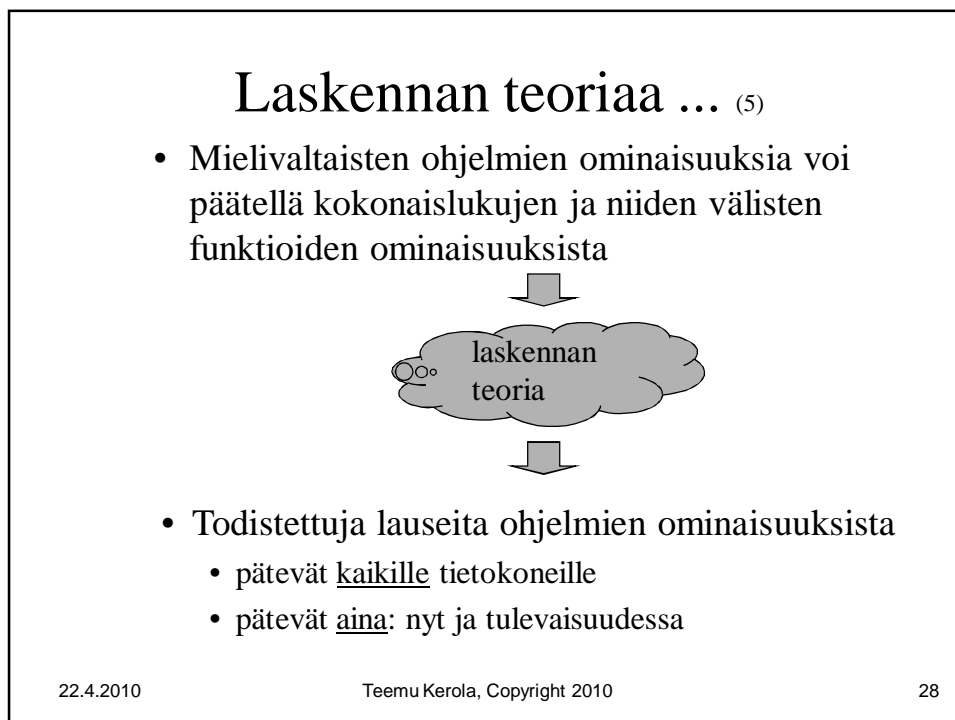 Laskennan teoriaa ... (5)
• Mielivaltaisten ohjelmien ominaisuuksia voi
päätellä kokonaislukujen ja niiden välisten
funktioiden ominaisuuksista
laskennan
teoria
• Todistettuja lauseita ohjelmien ominaisuuksista
• pätevät kaikille tietokoneille
• pätevät aina: nyt ja tulevaisuudessa
22.4.2010 Teemu Kerola, Copyright 2010 28